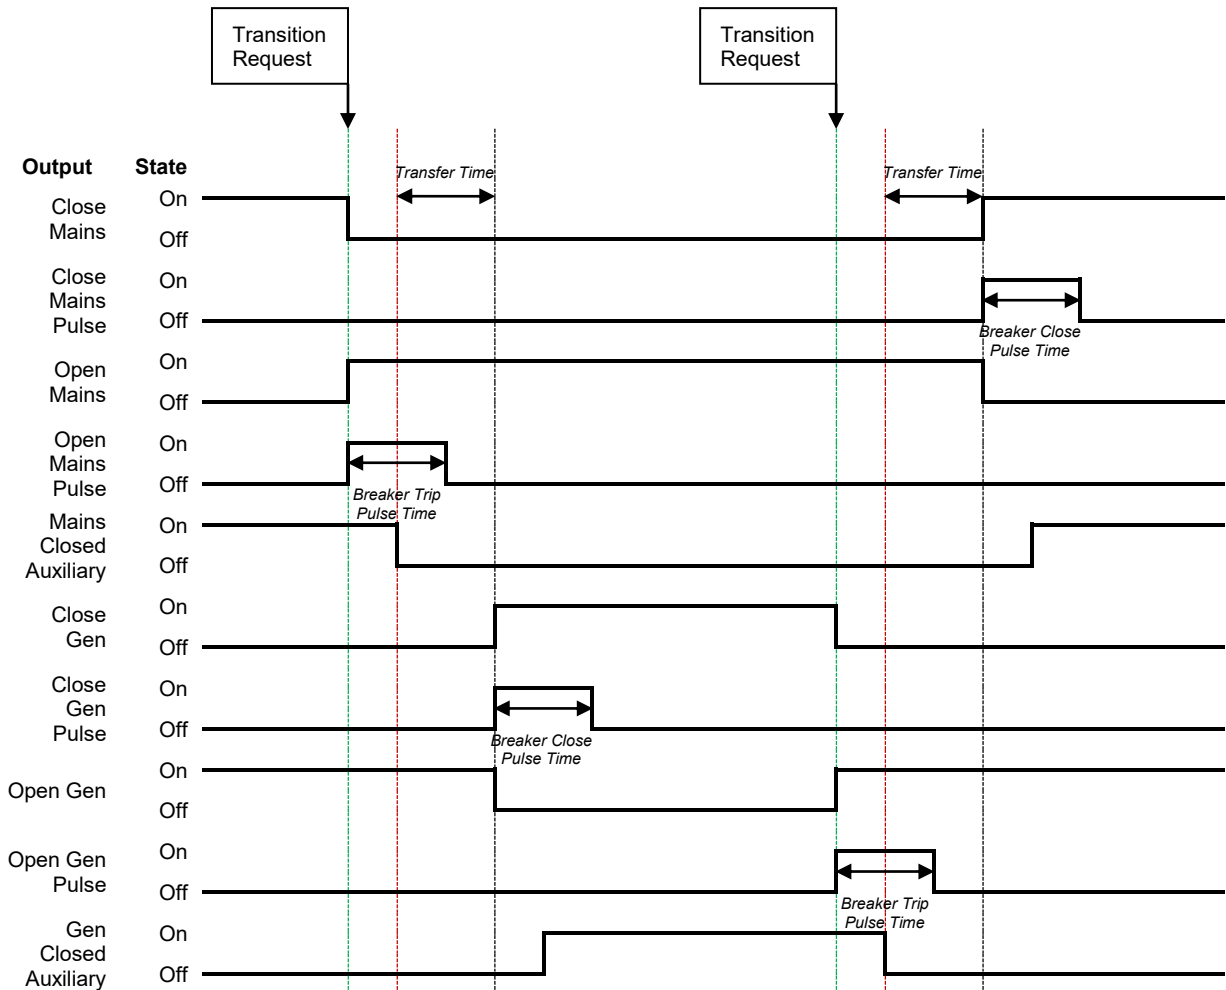 Transition
Request
Transition
Request
Output State
Transfer Time
Transfer Time
Close
Mains
On
Off
Close
Mains
Pulse
On
Off
Breaker Close
Pulse Time
Open
Mains
On
Off
Open
Mains
Pulse
On
Off
Breaker Trip
Pulse Time
Mains
Closed
Auxiliary
On
Off
Close
Gen
On
Off
Close
Gen
Pulse
On
Off
Breaker Close
Pulse Time
Open Gen
On
Off
Open Gen
Pulse
On
Off
Breaker Trip
Pulse Time
Gen
Closed
Auxiliary
On
Off